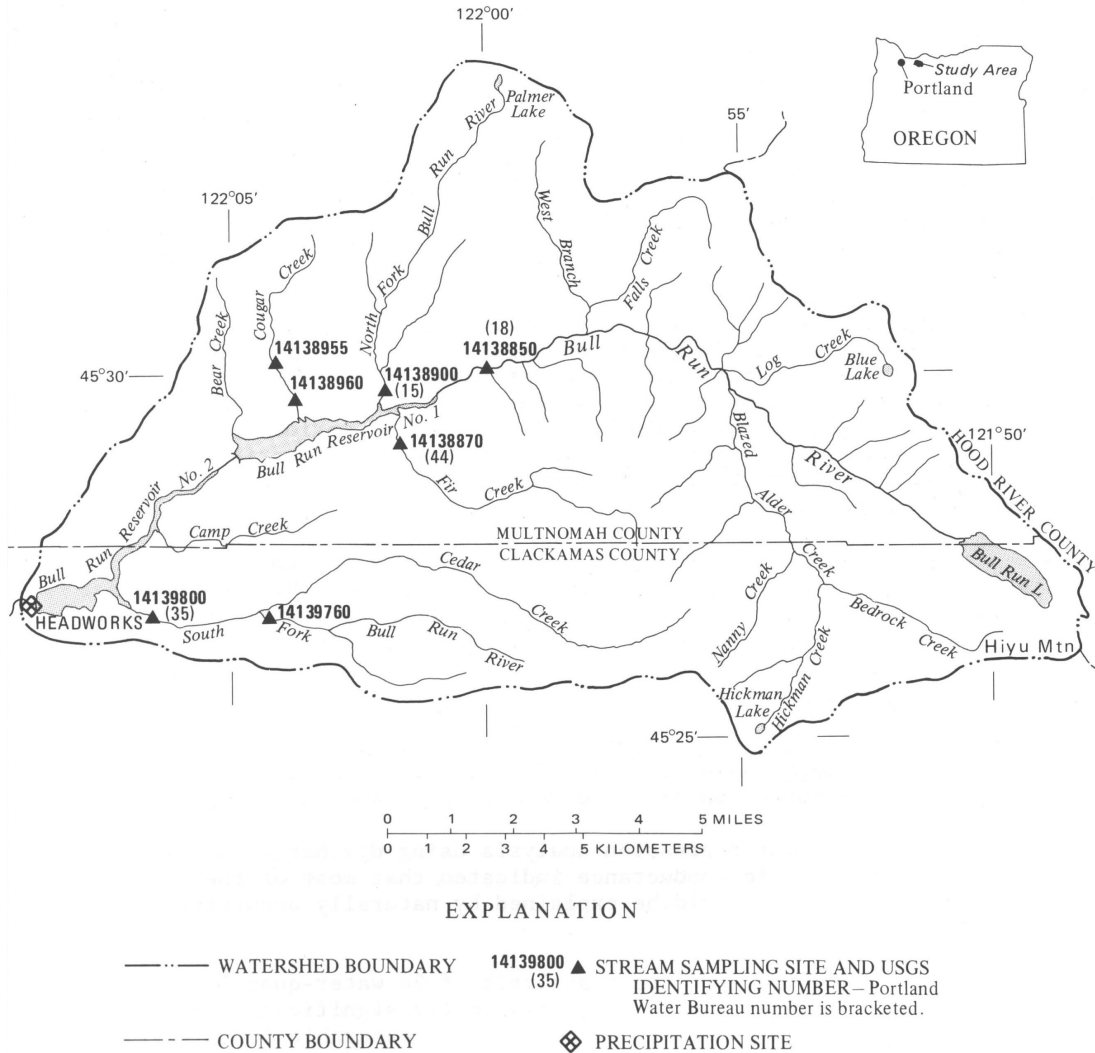 122°00'
Palmer
Lake
Study Area
Portland
OREGON
55'
122°05'
North Fork Bull Run River
West Branch
Falls Creek
Cougar Creek
Bear Creek
(18)
14138850
Bull Run River
14138955
14138960
14138900
(15)
45°30'
Log Creek
Blue
Lake
Bull Run Reservoir No. 1
14138870
(44)
Fir Creek
Blazed Alder Creek
HOOD RIVER COUNTY
121°50'
Bull Run Reservoir No. 2
Camp Creek
MULTNOMAH COUNTY
CLACKAMAS COUNTY
Bull Run L.
Cedar Creek
Nanny Creek
Bedrock Creek
Hiyu Mtn.
HEADWORKS
14139800
(35)
14139760
South Fork Bull Run River
Hickman
Lake
Hickman Creek
45°25'
0 1 2 3 4 5 MILES
0 1 2 3 4 5 KILOMETERS
EXPLANATION
WATERSHED BOUNDARY
COUNTY BOUNDARY
14139800
(35)
STREAM SAMPLING SITE AND USGS
IDENTIFYING NUMBER – Portland
Water Bureau number is bracketed.
PRECIPITATION SITE